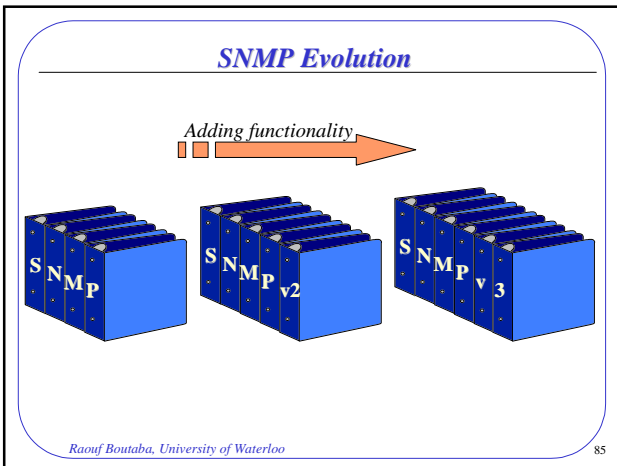 SNMP Evolution
Adding functionality
S N M P
S N M P v2
S N M P v 3
Raouf Boutaba, University of Waterloo
85